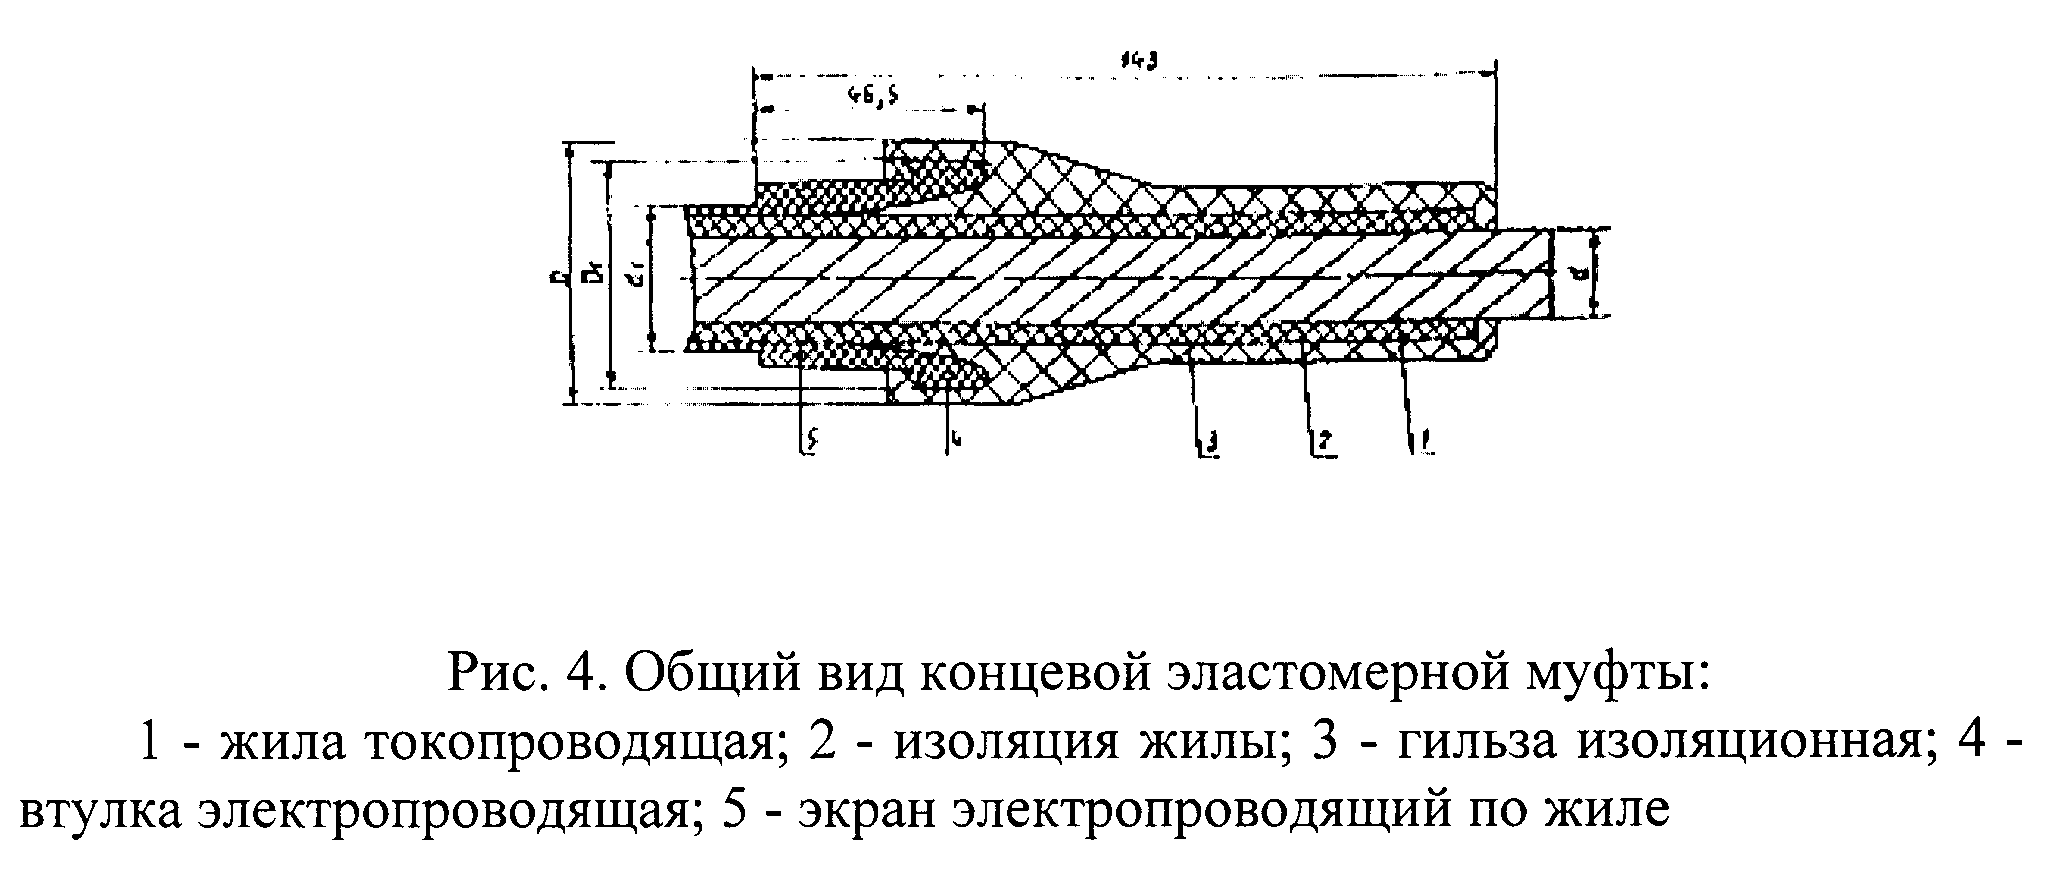 143
46,5
D
D1
d1
d
5
4
3
2
1
Рис. 4. Общий вид концевой эластомерной муфты:
1 - жила токопроводящая; 2 - изоляция жилы; 3 - гильза изоляционная; 4 -
втулка электропроводящая; 5 - экран электропроводящий по жиле